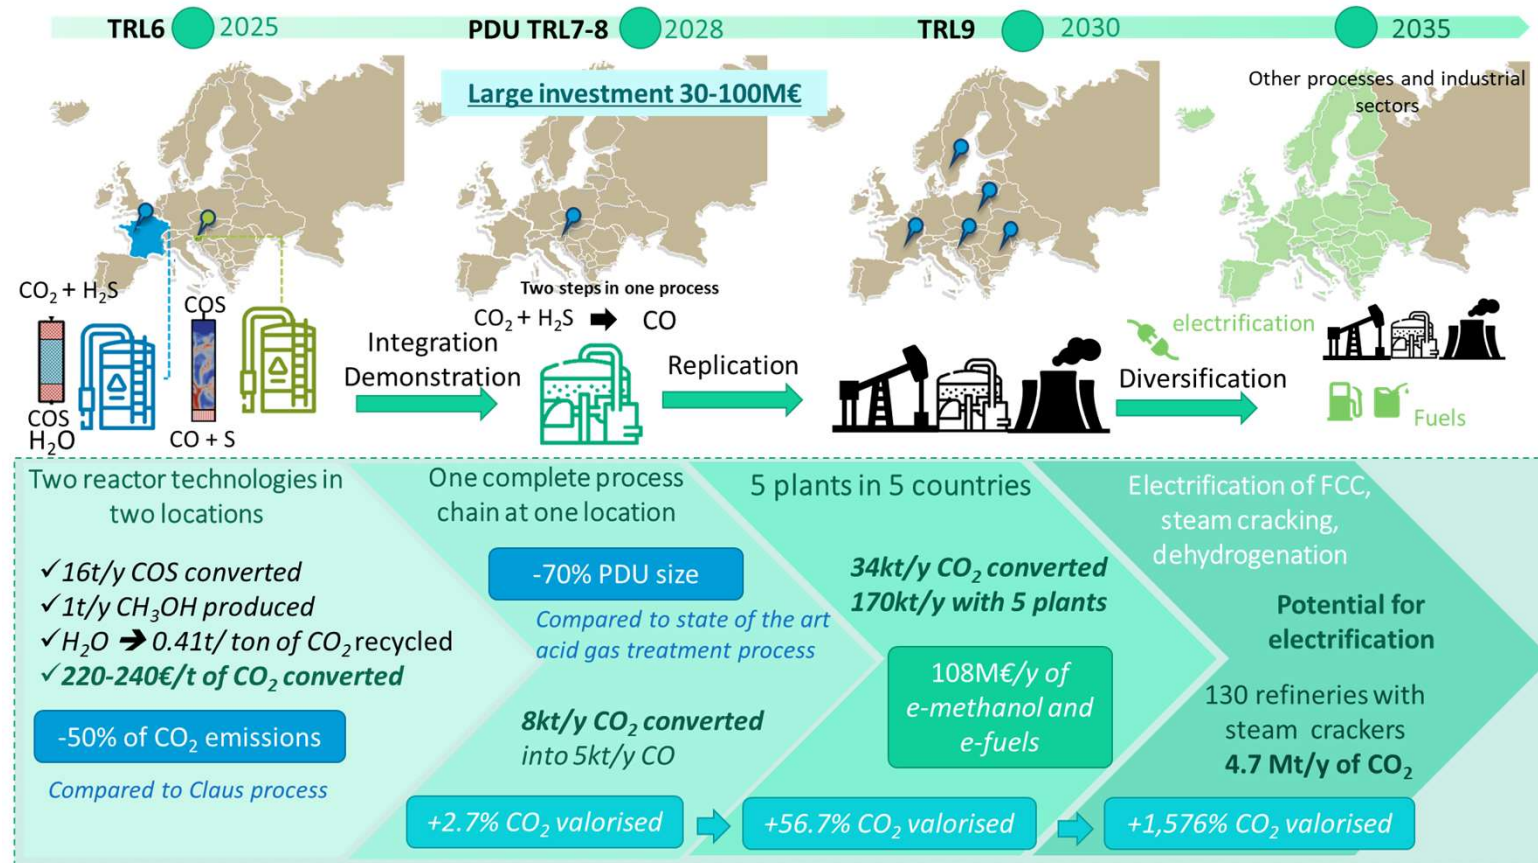 TRL6 2025
PDU TRL7-8 2028
TRL9 2030
2035
Large investment 30-100M€
Other processes and industrial
sectors
CO₂ + H₂S
COS
COS
H₂O
CO + S
Integration
Demonstration
Two steps in one process
CO₂ + H₂S ➡ CO
Replication
electrification
Diversification
Fuels
Two reactor technologies in
two locations
✓16t/y COS converted
✓1t/y CH₃OH produced
✓H₂O ➔ 0.41t/ ton of CO₂ recycled
✓220-240€/t of CO₂ converted
-50% of CO₂ emissions
Compared to Claus process
One complete process
chain at one location
-70% PDU size
Compared to state of the art
acid gas treatment process
8kt/y CO₂ converted
into 5kt/y CO
+2.7% CO₂ valorised
5 plants in 5 countries
34kt/y CO₂ converted
170kt/y with 5 plants
108M€/y of
e-methanol and
e-fuels
+56.7% CO₂ valorised
Electrification of FCC,
steam cracking,
dehydrogenation
Potential for
electrification
130 refineries with
steam crackers
4.7 Mt/y of CO₂
+1,576% CO₂ valorised